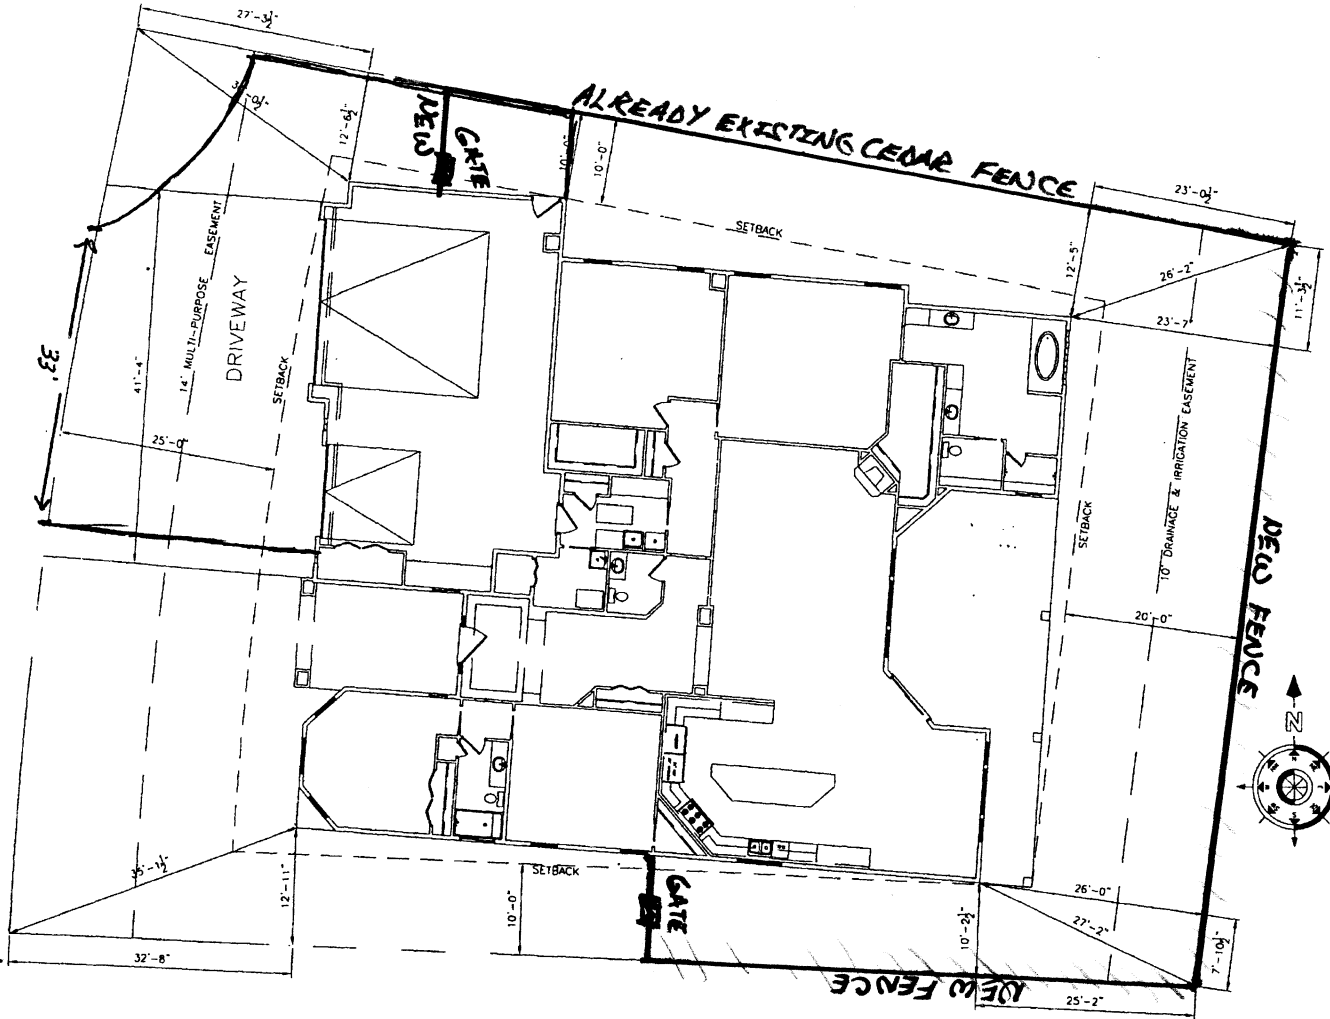 27'-3½"
3 -0½"
12'-6½"
NEW
GATE
10'-0"
10'-0"
ALREADY EXISTING CEDAR FENCE
SETBACK
23'-0½"
12'-5"
26'-2"
23'-7"
11'-3½"
14' MULTI-PURPOSE EASEMENT
DRIVEWAY
SETBACK
33'
41'-4"
25'-0"
10' DRAINAGE & IRRIGATION EASEMENT
SETBACK
20'-0"
NEW FENCE
N
35'-1½"
12'-11"
32'-8"
SETBACK
10'-0"
GATE
NEW FENCE
10'-2½"
26'-0"
27'-2"
7'-10½"
25'-2"